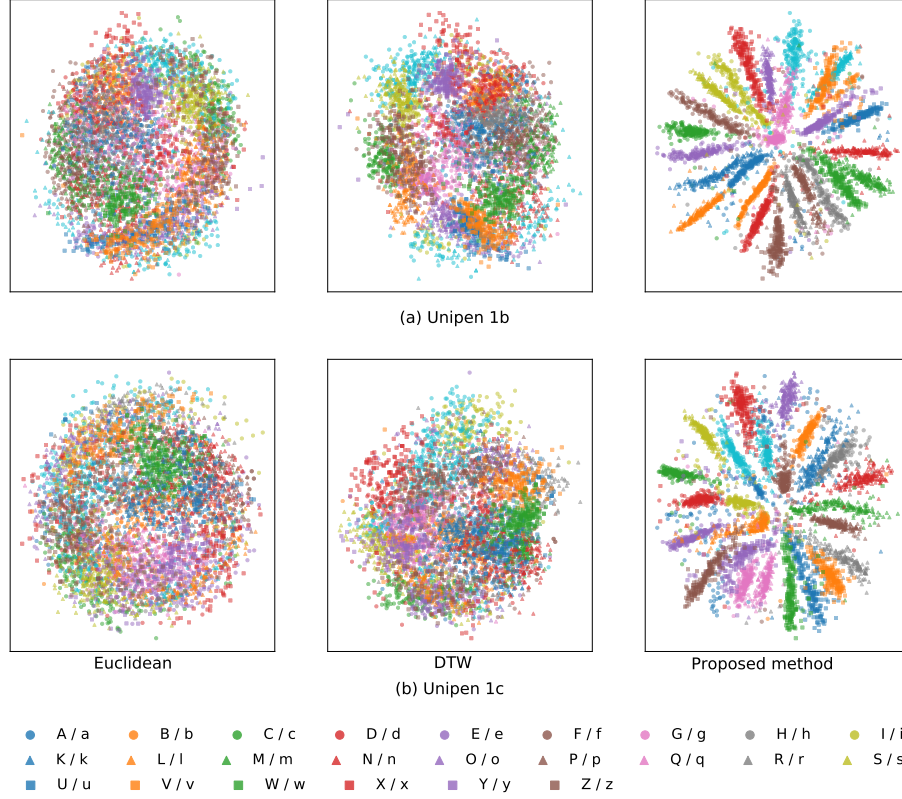 (a) Unipen 1b
Euclidean DTW Proposed method
(b) Unipen 1c
A / a B / b C / c D / d E / e F / f G / g H / h I / i
K / k L / l M / m N / n O / o P / p Q / q R / r S / s
U / u V / v W / w X / x Y / y Z / z